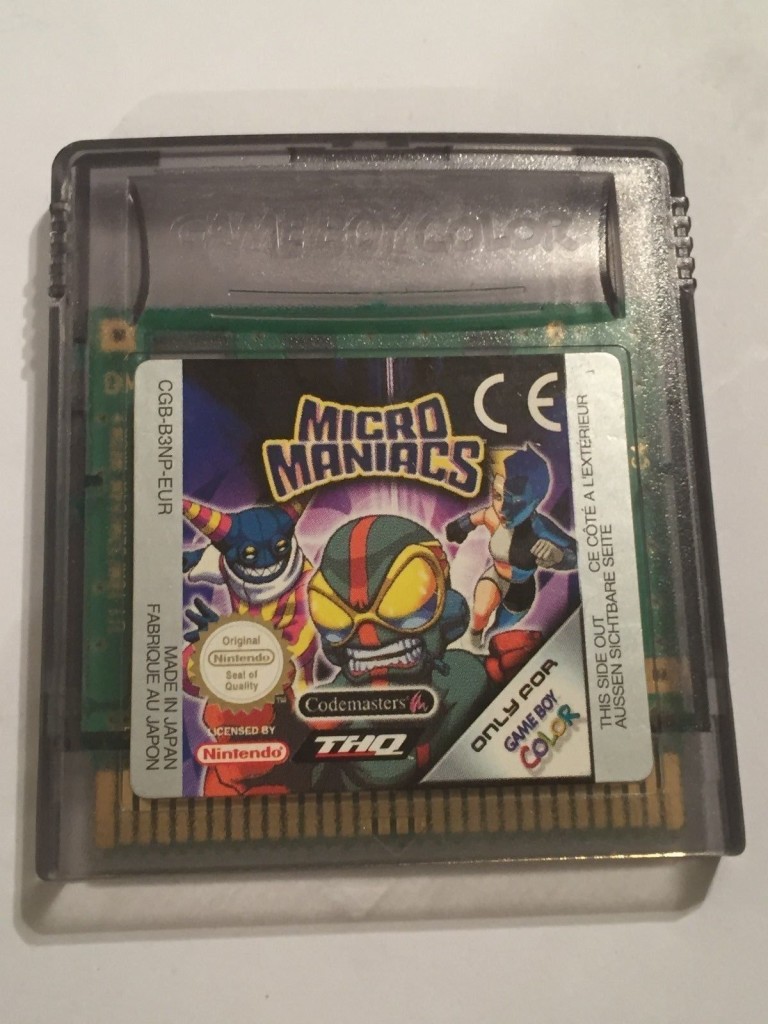 GAME BOY COLOR
CGB-B3NP-EUR
MADE IN JAPAN
FABRIQUE AU JAPON
MICRO
MANIACS
CE
Original
Nintendo
Seal of
Quality
TM
LICENSED BY
Nintendo®
Codemasters
THQ
ONLY FOR
GAME BOY
COLOR
THIS SIDE OUT
CE CÔTÉ A L'EXTÉRIEUR
AUSSEN SICHTBARE SEITE